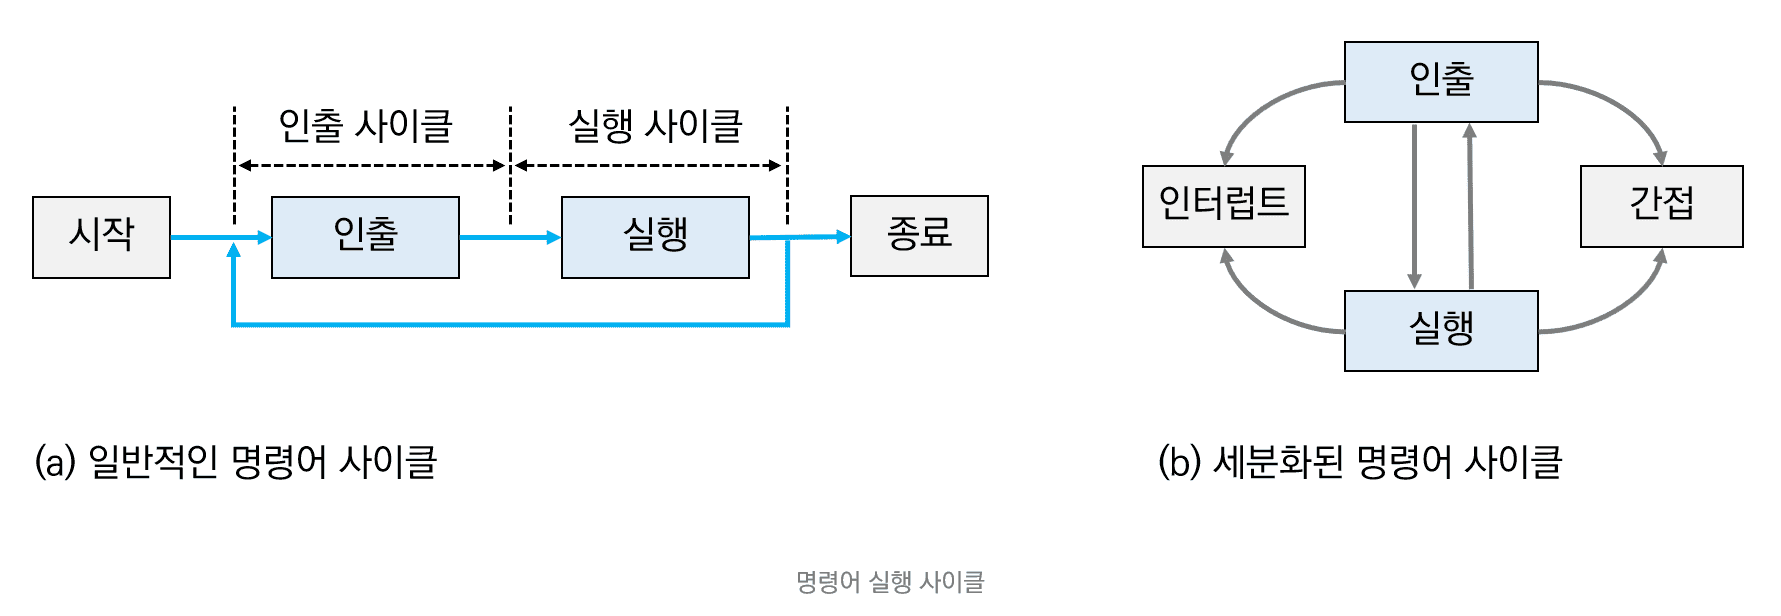 인출 사이클
실행 사이클
시작
인출
실행
종료
(a) 일반적인 명령어 사이클
인출
인터럽트
간접
실행
(b) 세분화된 명령어 사이클
명령어 실행 사이클